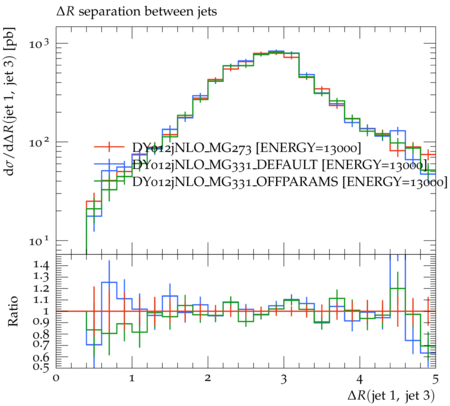 ΔR separation between jets
dσ/dΔR(jet 1, jet 3) [pb]
10³
10²
10¹
DY012jNLO_MG273 [ENERGY=13000]
DY012jNLO_MG331_DEFAULT [ENERGY=13000]
DY012jNLO_MG331_OFFPARAMS [ENERGY=13000]
Ratio
1.4
1.3
1.2
1.1
1
0.9
0.8
0.7
0.6
0.5
0 1 2 3 4 5
ΔR(jet 1, jet 3)